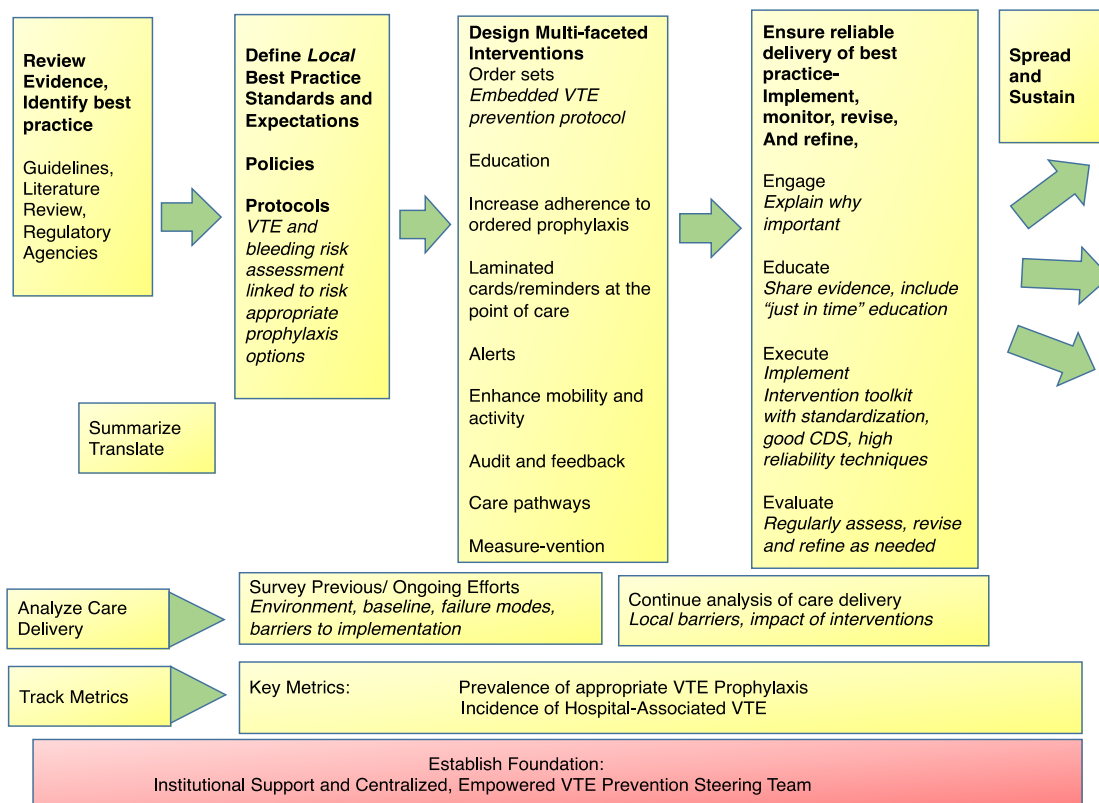 Review
Evidence,
Identify best
practice
Guidelines,
Literature
Review,
Regulatory
Agencies
Define Local
Best Practice
Standards and
Expectations
Policies
Protocols
VTE and
bleeding risk
assessment
linked to risk
appropriate
prophylaxis
options
Summarize
Translate
Design Multi-faceted
Interventions
Order sets
Embedded VTE
prevention protocol
Education
Increase adherence to
ordered prophylaxis
Laminated
cards/reminders at the
point of care
Alerts
Enhance mobility and
activity
Audit and feedback
Care pathways
Measure-vention
Ensure reliable
delivery of best
practice-
Implement,
monitor, revise,
And refine,
Engage
Explain why
important
Educate
Share evidence, include
“just in time” education
Execute
Implement
Intervention toolkit
with standardization,
good CDS, high
reliability techniques
Evaluate
Regularly assess, revise
and refine as needed
Spread
and
Sustain
Analyze Care
Delivery
Survey Previous/ Ongoing Efforts
Environment, baseline, failure modes,
barriers to implementation
Continue analysis of care delivery
Local barriers, impact of interventions
Track Metrics
Key Metrics: Prevalence of appropriate VTE Prophylaxis
Incidence of Hospital-Associated VTE
Establish Foundation:
Institutional Support and Centralized, Empowered VTE Prevention Steering Team